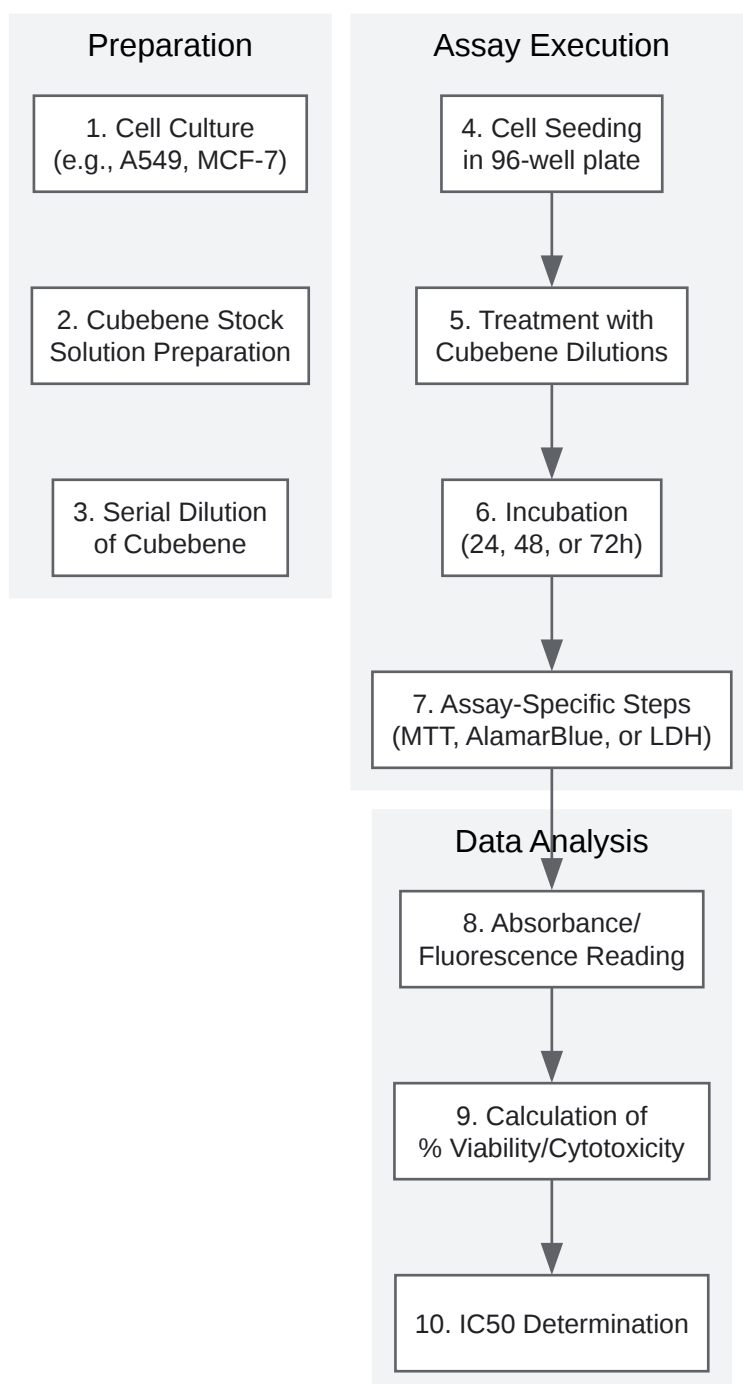 Preparation
1. Cell Culture
(e.g., A549, MCF-7)
2. Cubebene Stock
Solution Preparation
3. Serial Dilution
of Cubebene
Assay Execution
4. Cell Seeding
in 96-well plate
5. Treatment with
Cubebene Dilutions
6. Incubation
(24, 48, or 72h)
7. Assay-Specific Steps
(MTT, AlamarBlue, or LDH)
Data Analysis
8. Absorbance/
Fluorescence Reading
9. Calculation of
% Viability/Cytotoxicity
10. IC50 Determination